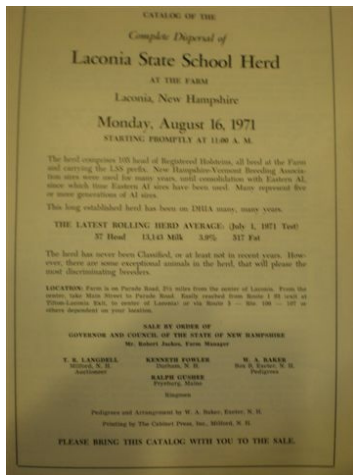 CATALOG OF THE
Complete Dispersal of
Laconia State School Herd
AT THE FARM
Laconia, New Hampshire
Monday, August 16, 1971
STARTING PROMPTLY AT 11:00 A. M.
The herd comprises 105 head of Registered Holsteins, all bred at the Farm
and carrying the LSS prefix. New Hampshire-Vermont Breeding Associa-
tion sires were used for many years, until consolidation with Eastern AI,
since which time Eastern AI sires have been used. Many represent five
or more generations of AI sires.
This long established herd has been on DHIA many, many years.
THE LATEST ROLLING HERD AVERAGE: (July 1, 1971 Test)
57 Head 13,143 Milk 3.9% 517 Fat
The herd has never been Classified, or at least not in recent years. How-
ever, there are some exceptional animals in the herd, that will please the
most discriminating breeders.
LOCATION: Farm is on Parade Road, 2½ miles from the center of Laconia. From the
center, take Main Street to Parade Road. Easily reached from Route I 93 (exit at
Tilton-Laconia Exit, to center of Laconia) or via Route 3 — 106 — 107 or
others dependent on your location.
SALE BY ORDER OF
GOVERNOR AND COUNCIL OF THE STATE OF NEW HAMPSHIRE
Mr. Robert Farm Manager
T. R. LANGDELL KENNETH FOWLER W. A. BAKER
Milford, N. H. Durham, N. H. Exeter, N. H.
Auctioneer Pedigrees
RALPH GUSHEE
Fryeburg, Maine
Ringmen
Pedigrees and Arrangement by W. A. Baker, Exeter, N. H.
Printing by The Cabinet Press, Inc., Milford, N. H.
PLEASE BRING THIS CATALOG WITH YOU TO THE SALE.